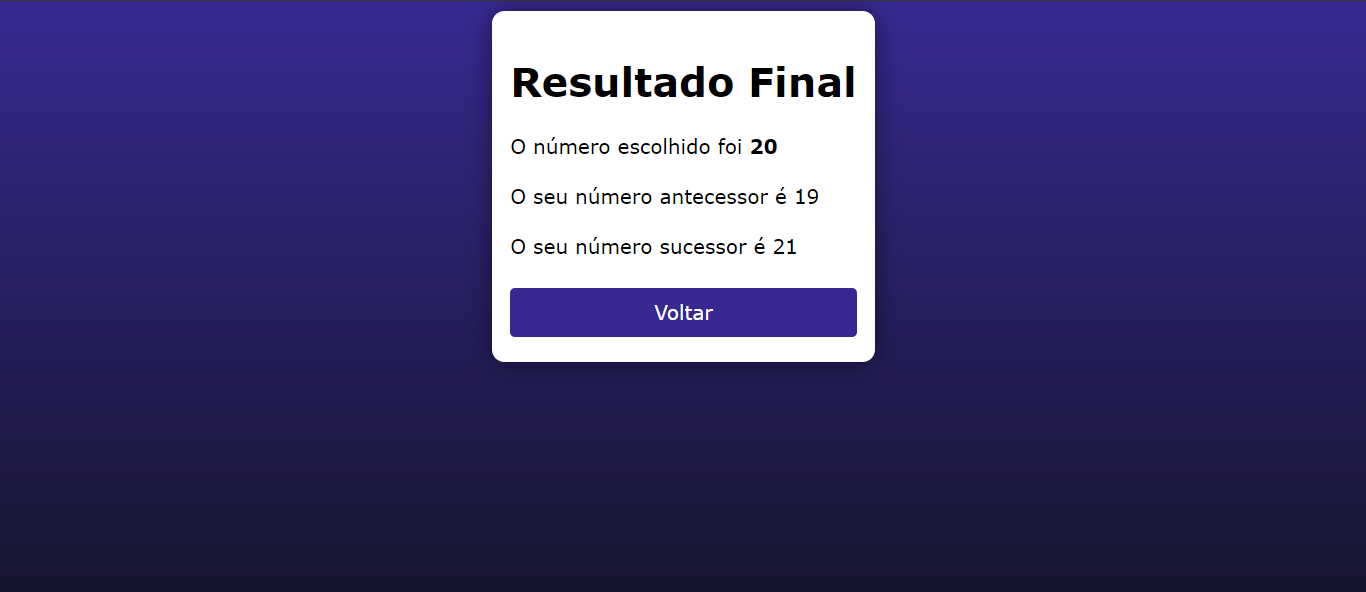 Resultado Final
O número escolhido foi 20
O seu número antecessor é 19
O seu número sucessor é 21
Voltar